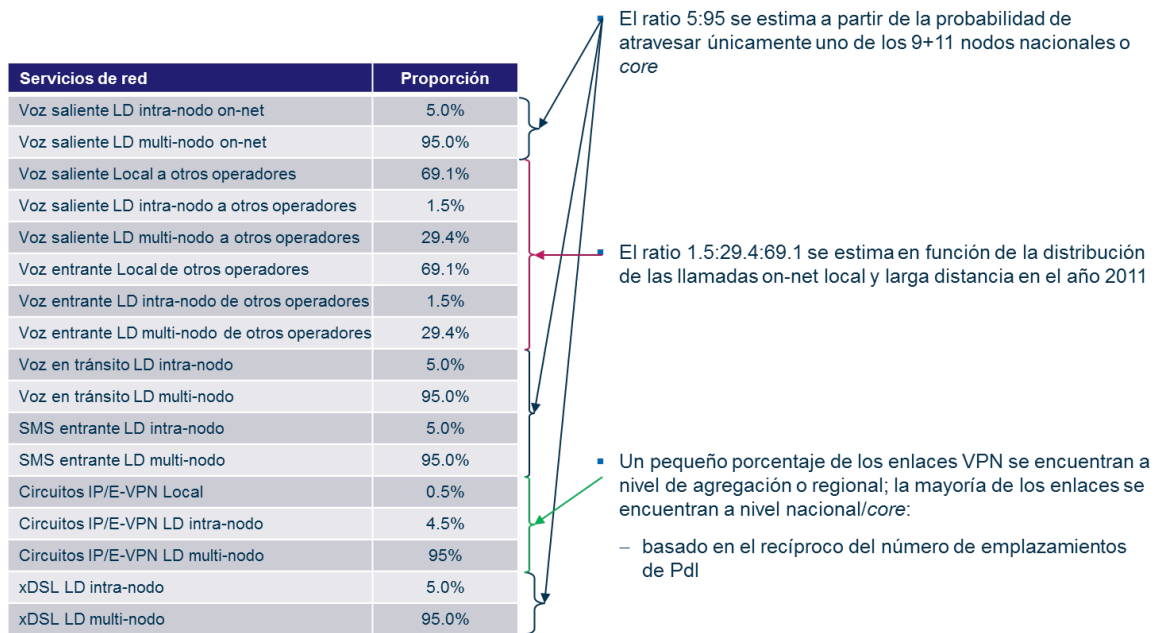 Servicios de red Proporción
Voz saliente LD intra-nodo on-net 5.0%
Voz saliente LD multi-nodo on-net 95.0%
Voz saliente Local a otros operadores 69.1%
Voz saliente LD intra-nodo a otros operadores 1.5%
Voz saliente LD multi-nodo a otros operadores 29.4%
Voz entrante Local de otros operadores 69.1%
Voz entrante LD intra-nodo de otros operadores 1.5%
Voz entrante LD multi-nodo de otros operadores 29.4%
Voz en tránsito LD intra-nodo 5.0%
Voz en tránsito LD multi-nodo 95.0%
SMS entrante LD intra-nodo 5.0%
SMS entrante LD multi-nodo 95.0%
Circuitos IP/E-VPN Local 0.5%
Circuitos IP/E-VPN LD intra-nodo 4.5%
Circuitos IP/E-VPN LD multi-nodo 95%
xDSL LD intra-nodo 5.0%
xDSL LD multi-nodo 95.0%
▪ El ratio 5:95 se estima a partir de la probabilidad de
atravesar únicamente uno de los 9+11 nodos nacionales o
core
▪ El ratio 1.5:29.4:69.1 se estima en función de la distribución
de las llamadas on-net local y larga distancia en el año 2011
▪ Un pequeño porcentaje de los enlaces VPN se encuentran a
nivel de agregación o regional; la mayoría de los enlaces se
encuentran a nivel nacional/core:
– basado en el recíproco del número de emplazamientos
de PdI